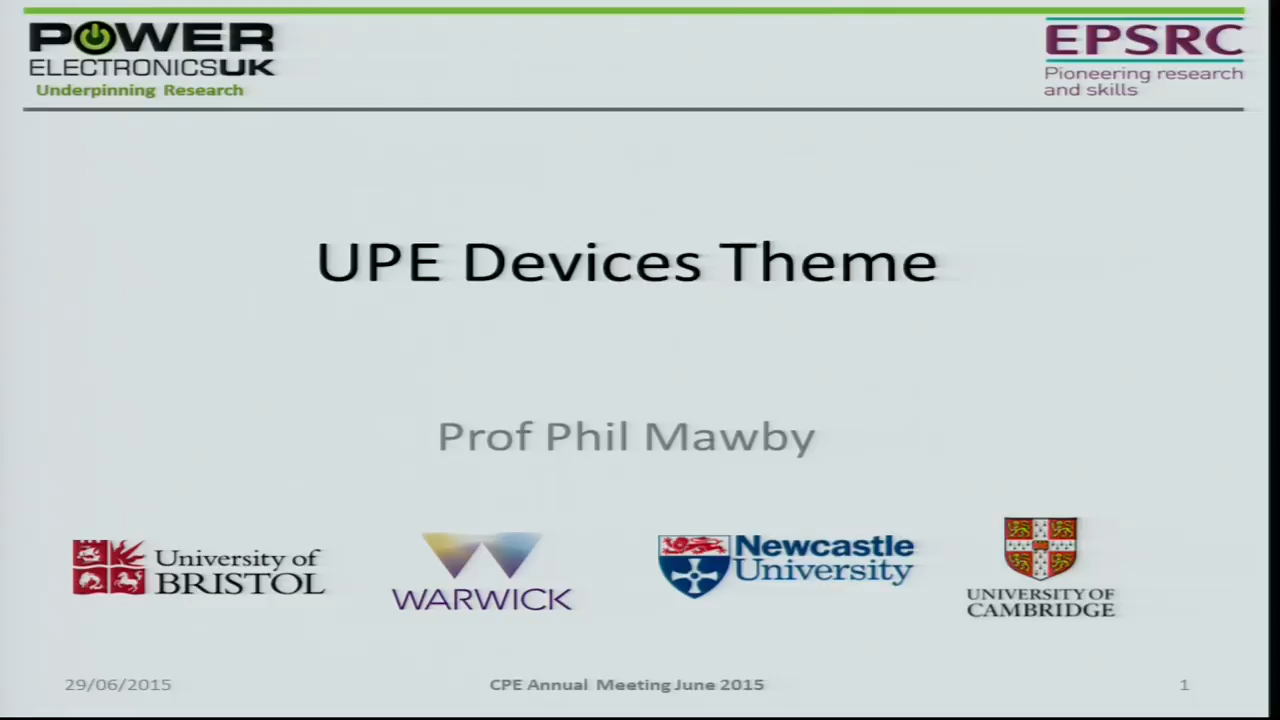 POWER
ELECTRONICSUK
Underpinning Research
EPSRC
Pioneering research
and skills
UPE Devices Theme
Prof Phil Mawby
University of
BRISTOL
WARWICK
Newcastle
University
UNIVERSITY OF
CAMBRIDGE
29/06/2015
CPE Annual Meeting June 2015
1